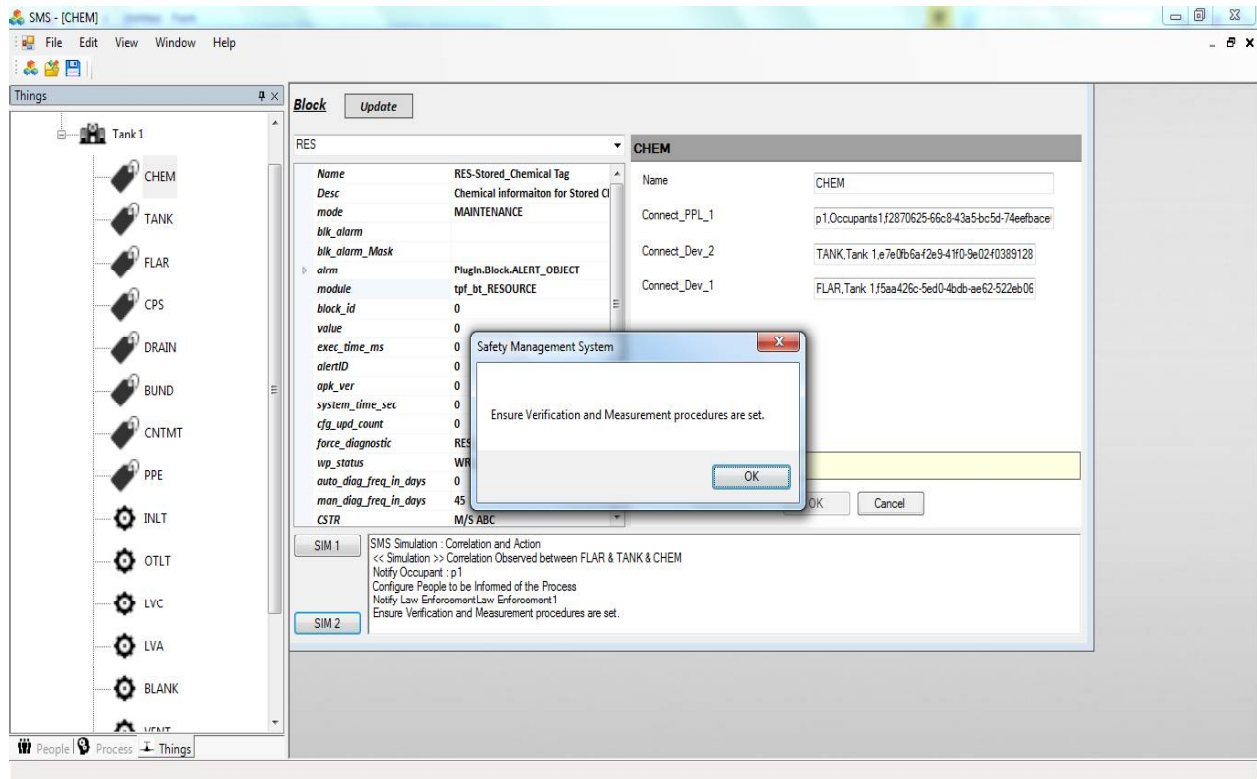 SMS - [CHEM]
File Edit View Window Help
Things
Tank 1
CHEM
TANK
FLAR
CPS
DRAIN
BUND
CNTMT
PPE
INLT
OTLT
LVC
LVA
BLANK
VENT
People Process Things
Block Update
RES
Name RES-Stored_Chemical Tag
Desc Chemical informaiton for Stored
mode MAINTENANCE
blk_alarm
blk_alarm_Mask
alrm PlugIn.Block.ALERT_OBJECT
module tpf_bt_RESOURCE
block_id 0
value 0
exec_time_ms 0
alertID 0
apk_ver 0
system_time_sec 0
cfg_upd_count 0
force_diagnostic RES
wp_status WR
auto_diag_freq_in_days 0
man_diag_freq_in_days 45
CSTR M/S ABC
CHEM
Name CHEM
Connect_PPL_1 p1,Occupants1,f2870625-66c8-43a5-bc5d-74eefbace
Connect_Dev_2 TANK,Tank 1,e7e0fb6a-f2e9-41f0-9e02-f0389128
Connect_Dev_1 FLAR,Tank 1,f5aa426c-5ed0-4bdb-ae62-522eb06
OK Cancel
Safety Management System
X
Ensure Verification and Measurement procedures are set.
OK
SIM 1
SIM 2
SMS Simulation : Correlation and Action
<< Simulation >> Correlation Observed between FLAR & TANK & CHEM
Notify Occupant : p1
Configure People to be Informed of the Process
Notify Law EnforcementLaw Enforcement1
Ensure Verification and Measurement procedures are set.